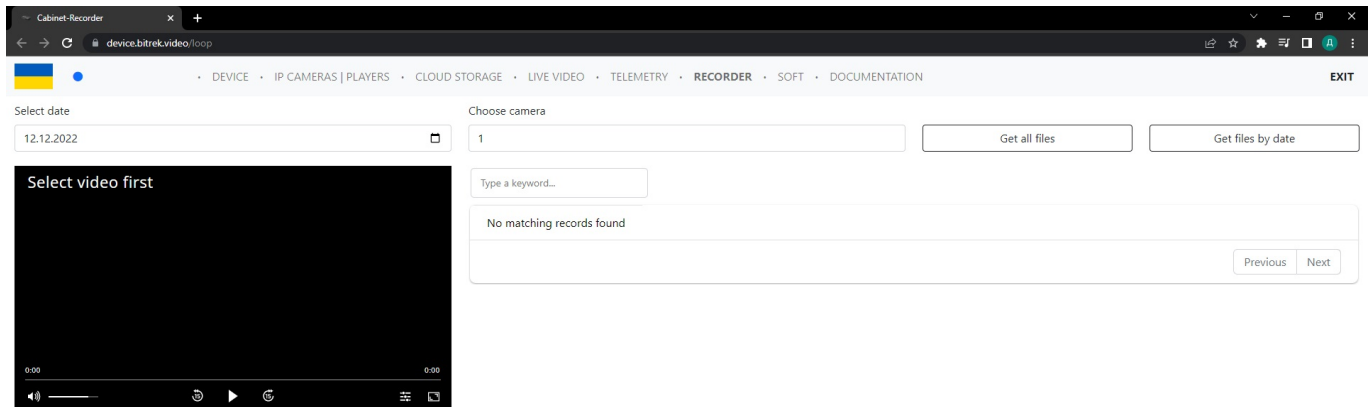 Cabinet-Recorder
device.bitrek.video/loop
Д
• DEVICE • IP CAMERAS | PLAYERS • CLOUD STORAGE • LIVE VIDEO • TELEMETRY • RECORDER • SOFT • DOCUMENTATION EXIT
Select date Choose camera
12.12.2022 1 Get all files Get files by date
Select video first
Type a keyword...
No matching records found
Previous Next
0:00 0:00
15 15